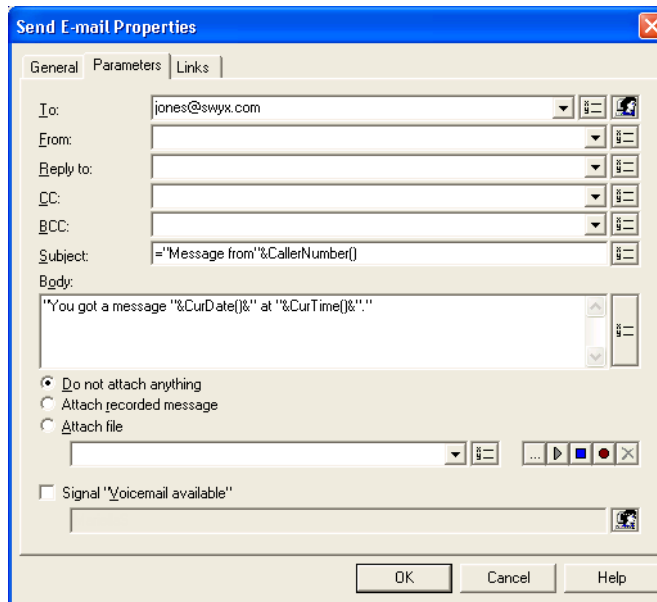 Send E-mail Properties
General Parameters Links
To: jones@swyx.com
From:
Reply to:
CC:
BCC:
Subject: ="Message from"&CallerNumber()
Body:
"You got a message "&CurDate()&" at "&CurTime()&"."
Do not attach anything
Attach recorded message
Attach file
...
Signal "Voicemail available"
OK Cancel Help